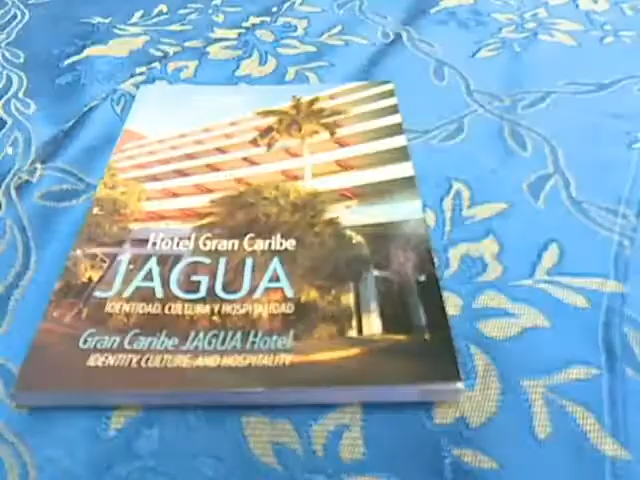 Hotel Gran Caribe
JAGUA
IDENTIDAD, CULTURA Y HOSPITALIDAD
Gran Caribe JAGUA Hotel
IDENTITY, CULTURE, AND HOSPITALITY